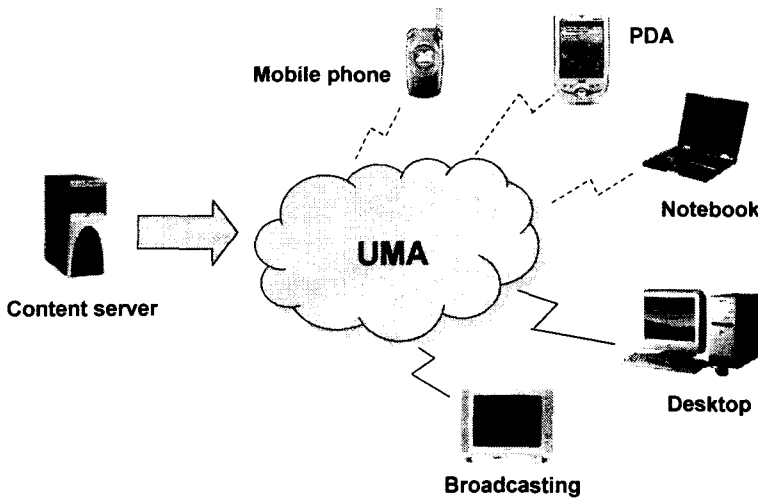 PDA
Mobile phone
Notebook
UMA
Content server
Desktop
Broadcasting